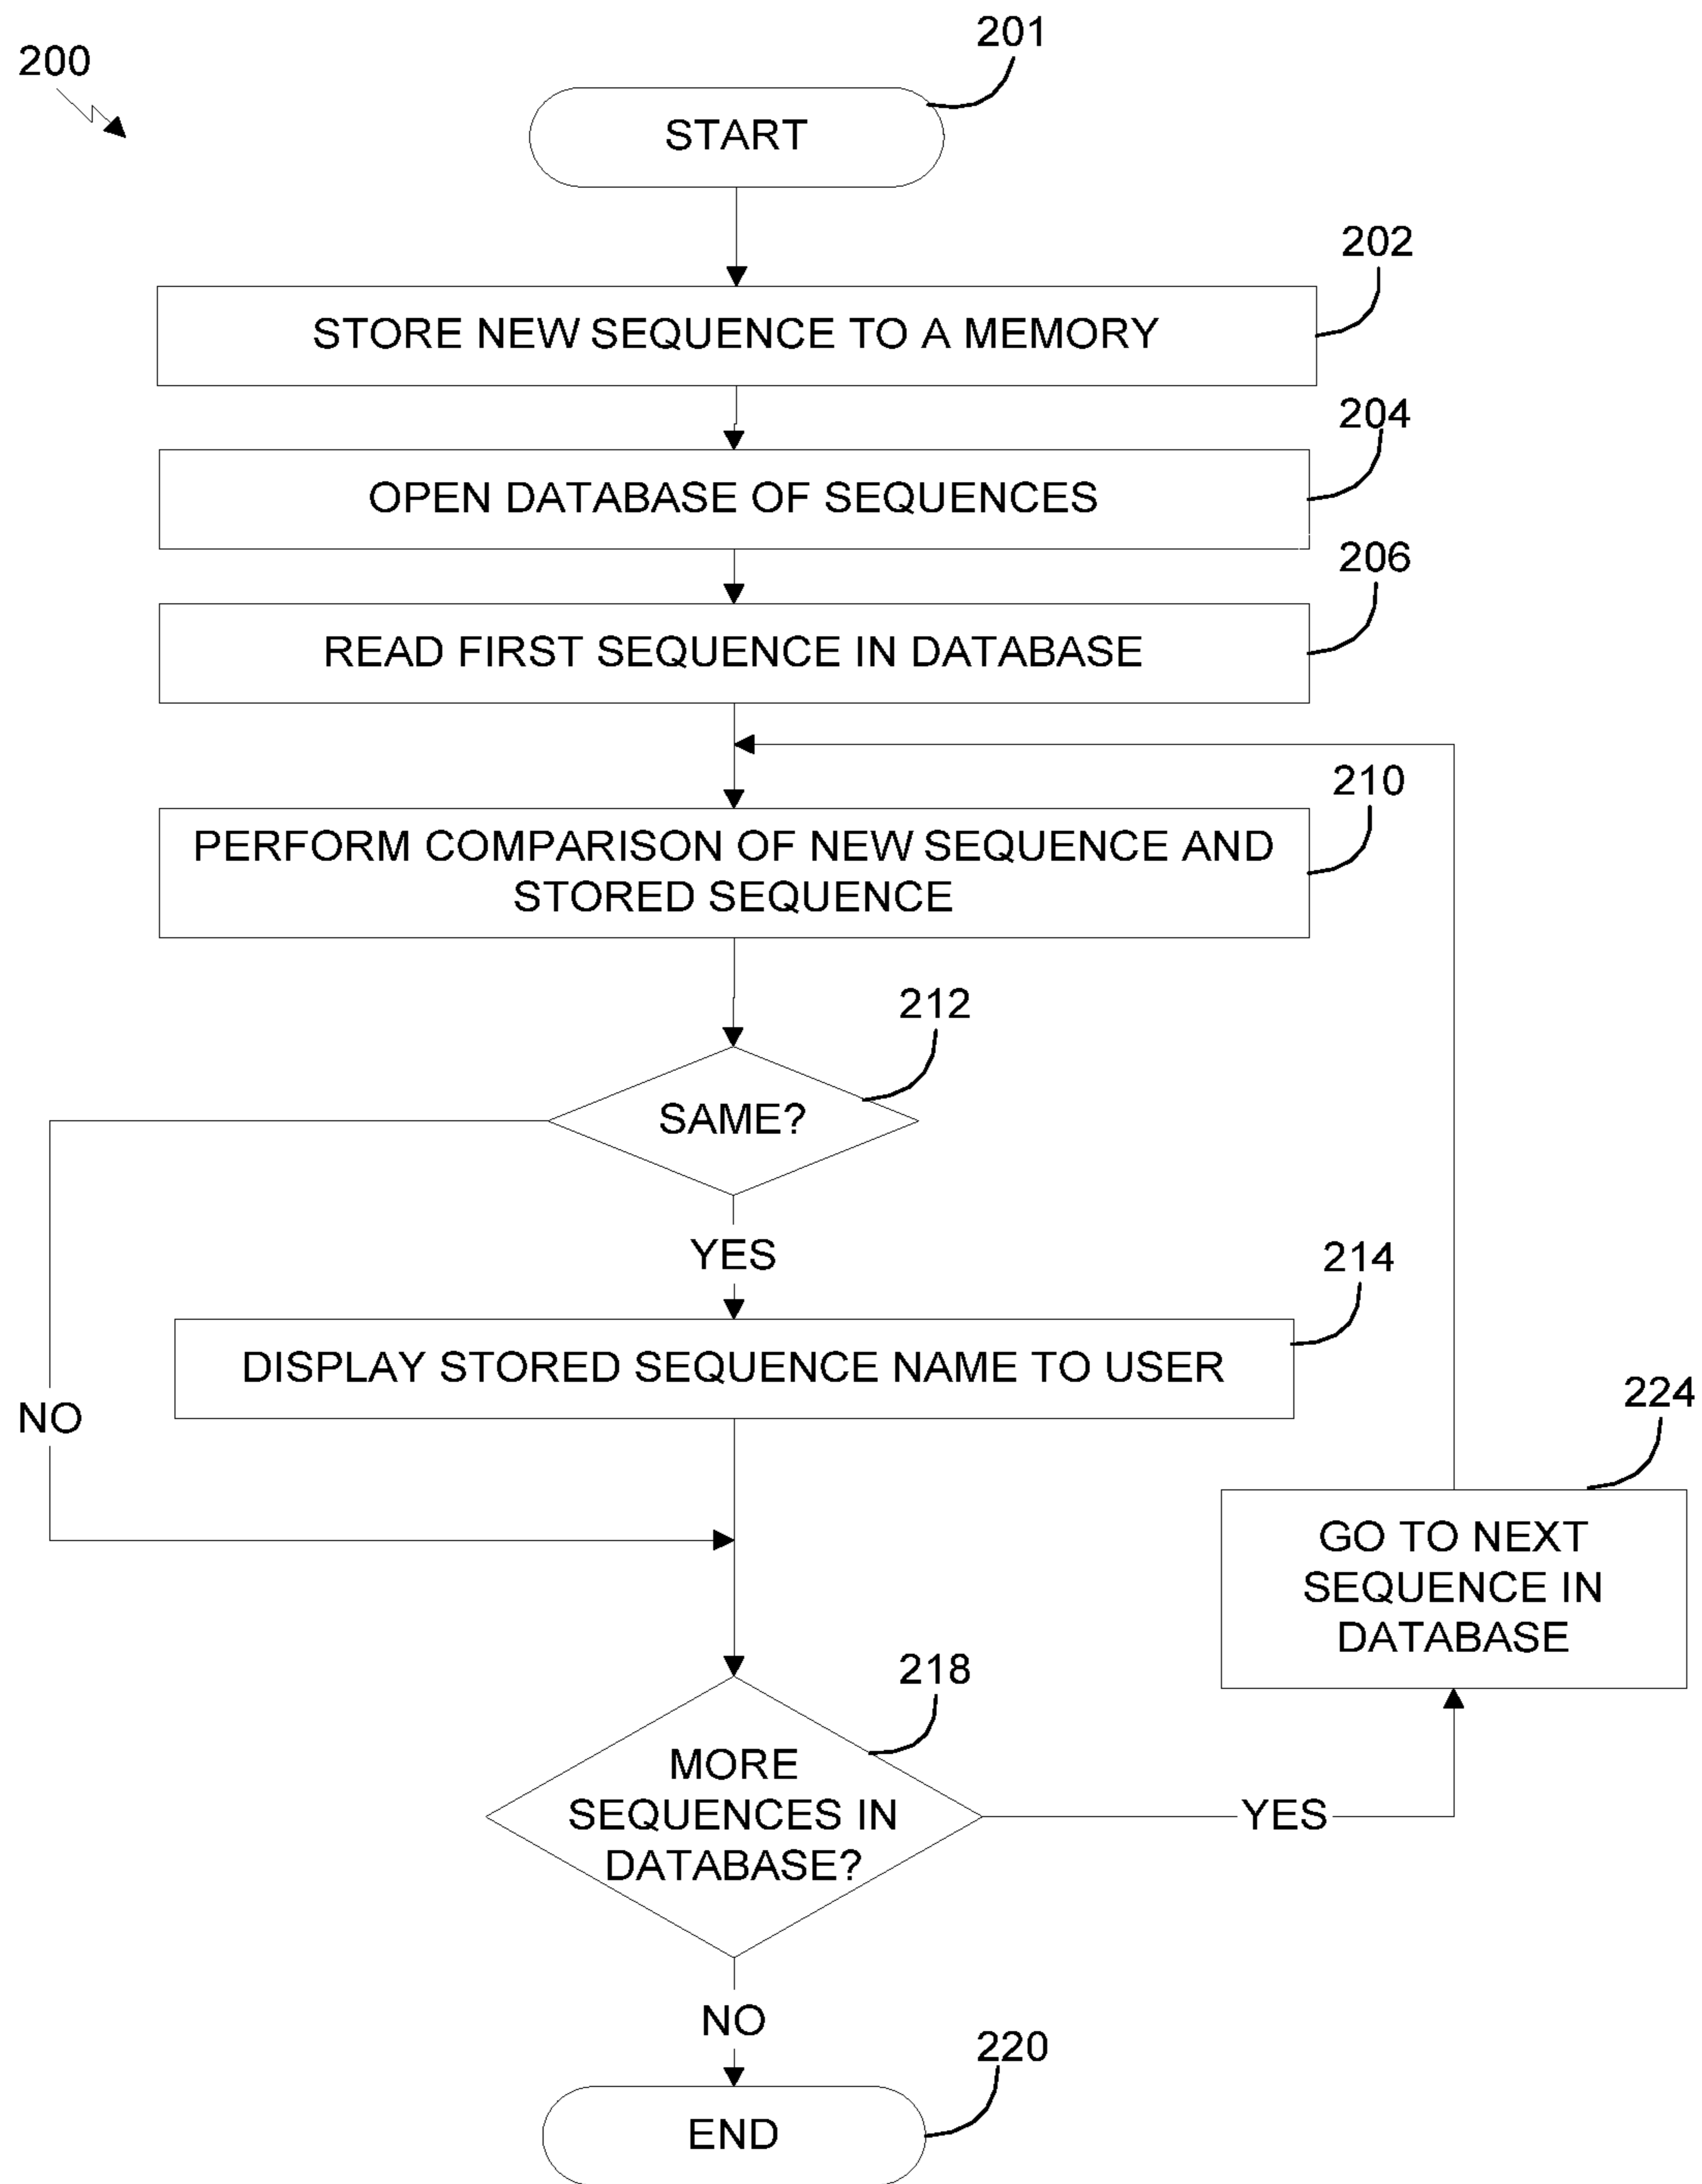 200
201
START
202
STORE NEW SEQUENCE TO A MEMORY
204
OPEN DATABASE OF SEQUENCES
206
READ FIRST SEQUENCE IN DATABASE
210
PERFORM COMPARISON OF NEW SEQUENCE AND
STORED SEQUENCE
212
SAME?
YES
214
DISPLAY STORED SEQUENCE NAME TO USER
NO
224
GO TO NEXT
SEQUENCE IN
DATABASE
218
MORE
SEQUENCES IN
DATABASE?
YES
NO
220
END